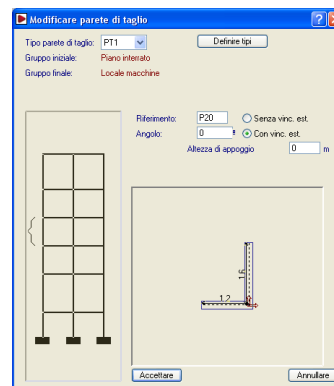 Modificare parete di taglio
Tipo parete di taglio: PT1
Definire tipi
Gruppo iniziale: Piano interrato
Gruppo finale: Locale macchine
Riferimento: P20
Senza vinc. est.
Angolo: 0 °
Con vinc. est.
Altezza di appoggio 0 m
1.6
1.2
Accettare
Annullare